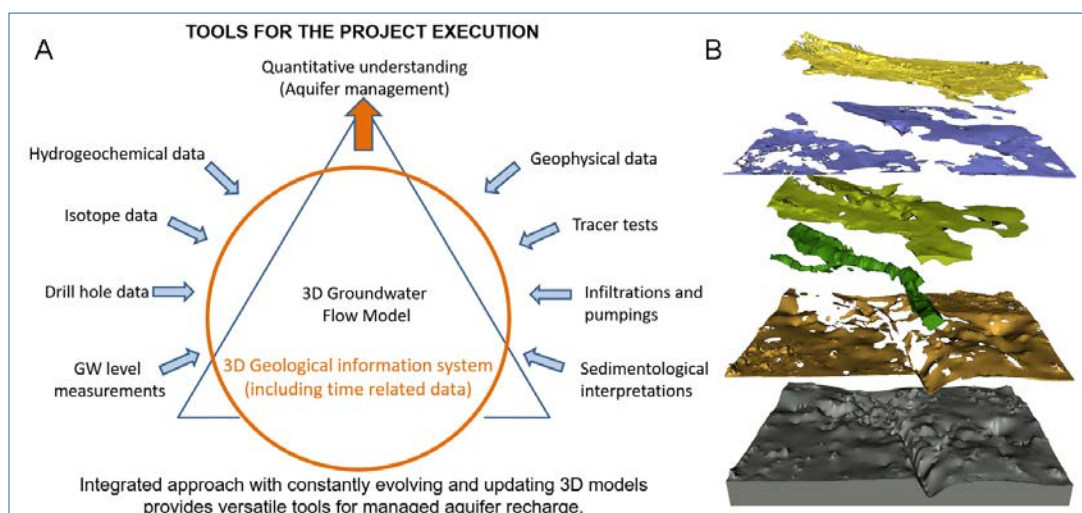 TOOLS FOR THE PROJECT EXECUTION
A
B
Quantitative understanding
(Aquifer management)
Hydrogeochemical data
Geophysical data
Isotope data
Tracer tests
Drill hole data
3D Groundwater
Flow Model
Infiltrations and
pumpings
GW level
measurements
3D Geological information system
(including time related data)
Sedimentological
interpretations
Integrated approach with constantly evolving and updating 3D models
provides versatile tools for managed aquifer recharge.